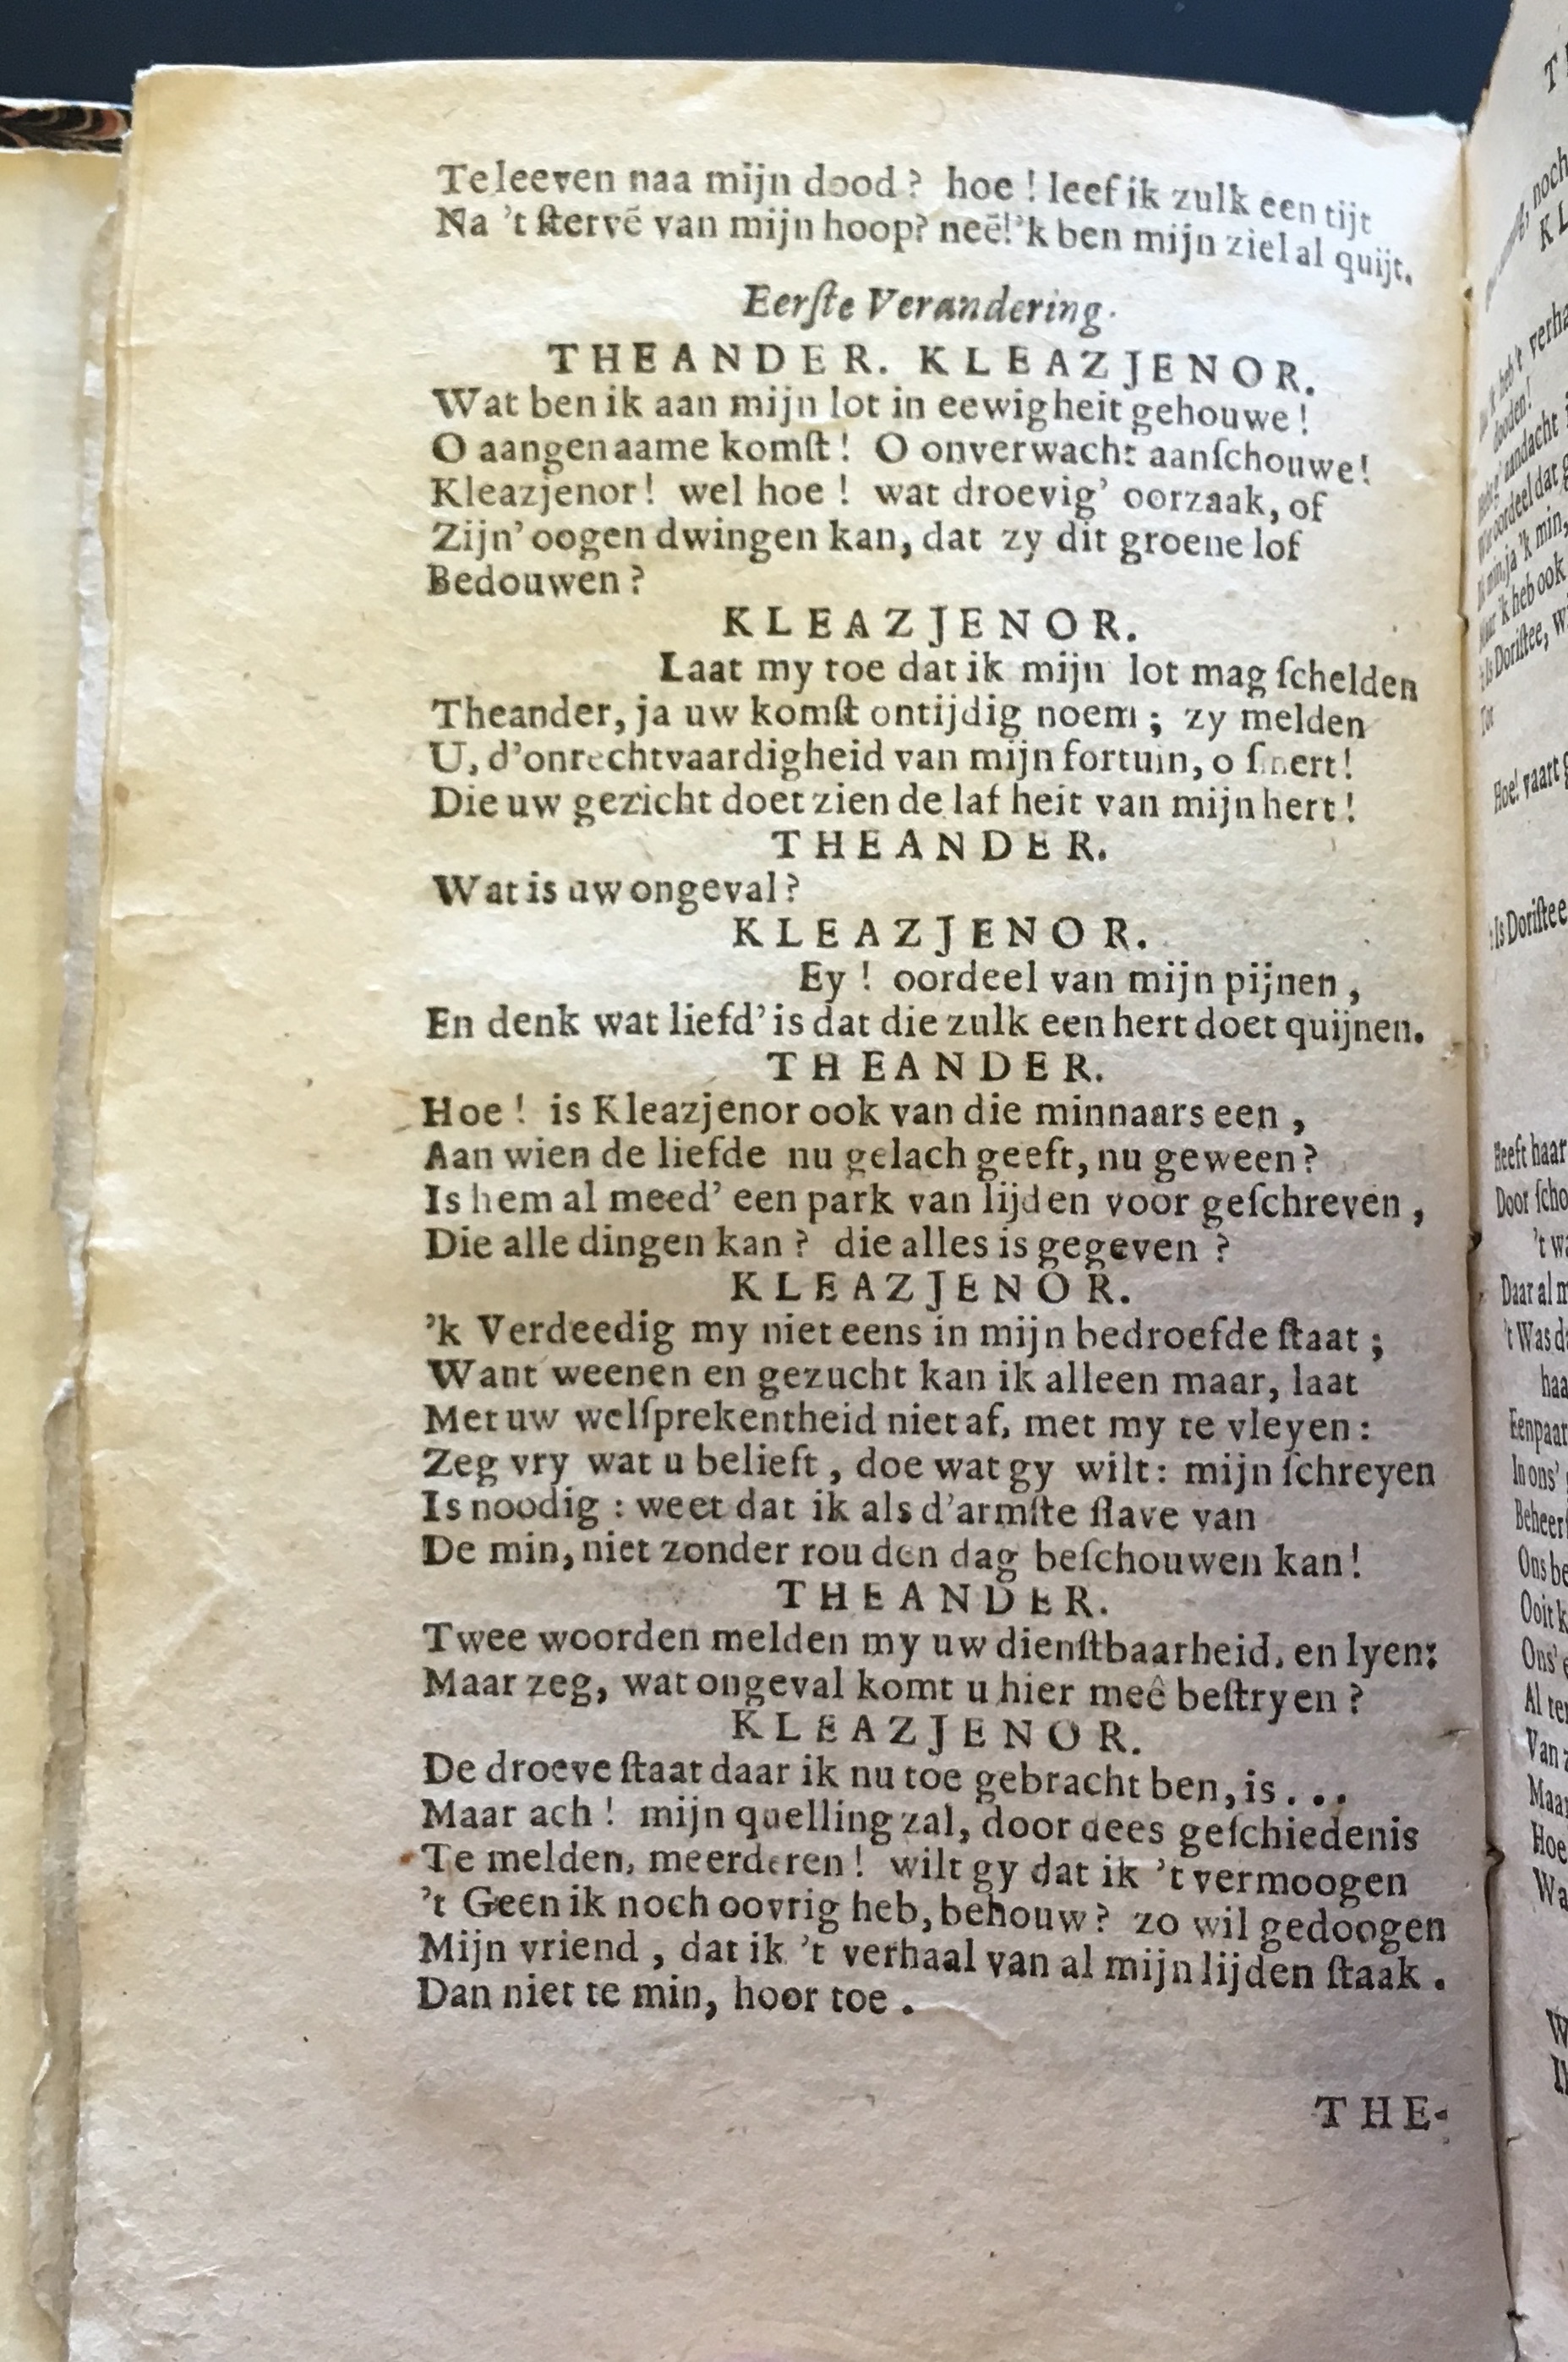 Te leeven naa mijn dood? hoe! leef ik zulk een tijt
Na 't ſtervē van mijn hoop? neē! 'k ben mijn ziel al quijt.
Eerſte Verandering.
THEANDER. KLEAZJENOR.
Wat ben ik aan mijn lot in eewigheit gehouwe!
O aangenaame komſt! O onverwacht aanſchouwe!
Kleazjenor! wel hoe! wat droevig' oorzaak, of
Zijn' oogen dwingen kan, dat zy dit groene lof
Bedouwen?
KLEAZJENOR.
Laat my toe dat ik mijn lot mag ſchelden
Theander, ja uw komſt ontijdig noem; zy melden
U, d'onrechtvaardigheid van mijn fortuin, o ſmert!
Die uw gezicht doet zien de lafheit van mijn hert!
THEANDER.
Wat is uw ongeval?
KLEAZJENOR.
Ey! oordeel van mijn pijnen,
En denk wat liefd' is dat die zulk een hert doet quijnen.
THEANDER.
Hoe! is Kleazjenor ook van die minnaars een,
Aan wien de liefde nu gelach geeft, nu geween?
Is hem al meed' een park van lijden voor geſchreven,
Die alle dingen kan? die alles is gegeven?
KLEAZJENOR.
'k Verdeedig my niet eens in mijn bedroefde ſtaat;
Want weenen en gezucht kan ik alleen maar, laat
Met uw welſprekentheid niet af, met my te vleyen:
Zeg vry wat u belieft, doe wat gy wilt: mijn ſchreyen
Is noodig: weet dat ik als d'armſte ſlave van
De min, niet zonder rou den dag beſchouwen kan!
THEANDER.
Twee woorden melden my uw dienſtbaarheid, en lyen:
Maar zeg, wat ongeval komt u hier meê beſtryen?
KLEAZJENOR.
De droeve ſtaat daar ik nu toe gebracht ben, is...
Maar ach! mijn quelling zal, door dees geſchiedenis
Te melden, meerderen! wilt gy dat ik 't vermoogen
't Geen ik noch oovrig heb, behouw? zo wil gedoogen
Mijn vriend, dat ik 't verhaal van al mijn lijden ſtaak.
Dan niet te min, hoor toe.
THE-